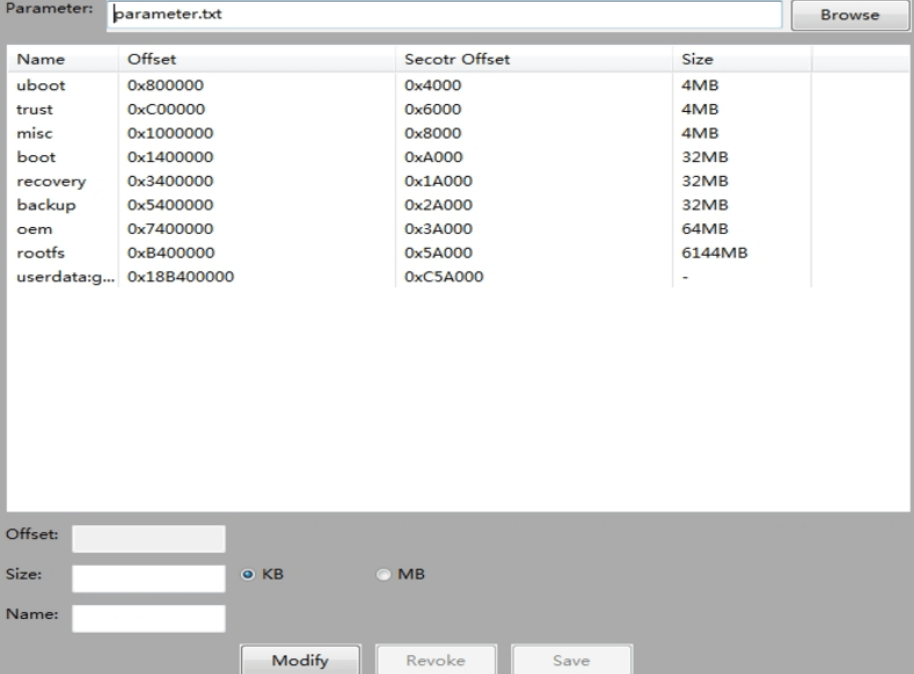 Parameter: parameter.txt Browse
Name Offset Secotr Offset Size
uboot 0x800000 0x4000 4MB
trust 0xC00000 0x6000 4MB
misc 0x1000000 0x8000 4MB
boot 0x1400000 0xA000 32MB
recovery 0x3400000 0x1A000 32MB
backup 0x5400000 0x2A000 32MB
oem 0x7400000 0x3A000 64MB
rootfs 0xB400000 0x5A000 6144MB
userdata:g... 0x18B400000 0xC5A000 -
Offset:
Size: KB MB
Name:
Modify Revoke Save